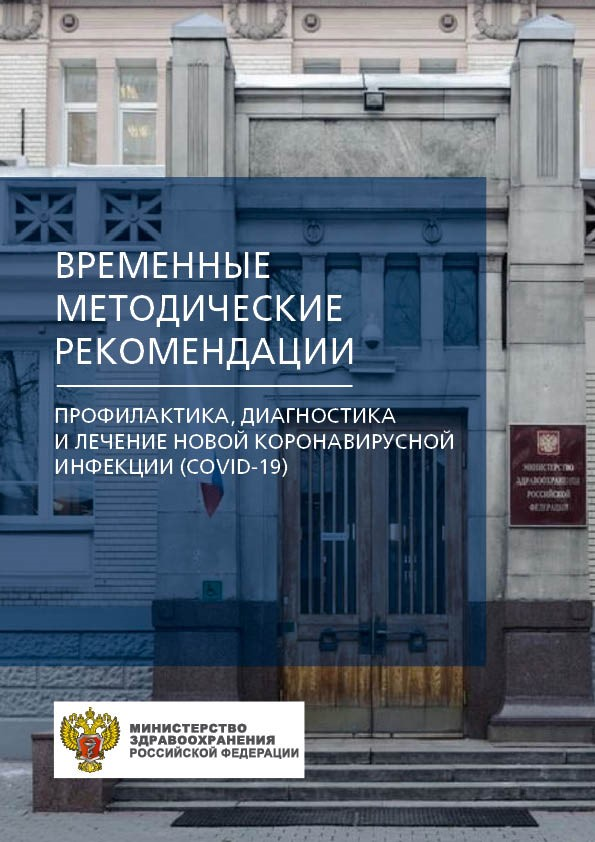 ВРЕМЕННЫЕ
МЕТОДИЧЕСКИЕ
РЕКОМЕНДАЦИИ
ПРОФИЛАКТИКА, ДИАГНОСТИКА
И ЛЕЧЕНИЕ НОВОЙ КОРОНАВИРУСНОЙ
ИНФЕКЦИИ (COVID-19)
МИНИСТЕРСТВО
ЗДРАВООХРАНЕНИЯ
РОССИЙСКОЙ
ФЕДЕРАЦИИ
МИНИСТЕРСТВО
ЗДРАВООХРАНЕНИЯ
РОССИЙСКОЙ ФЕДЕРАЦИИ